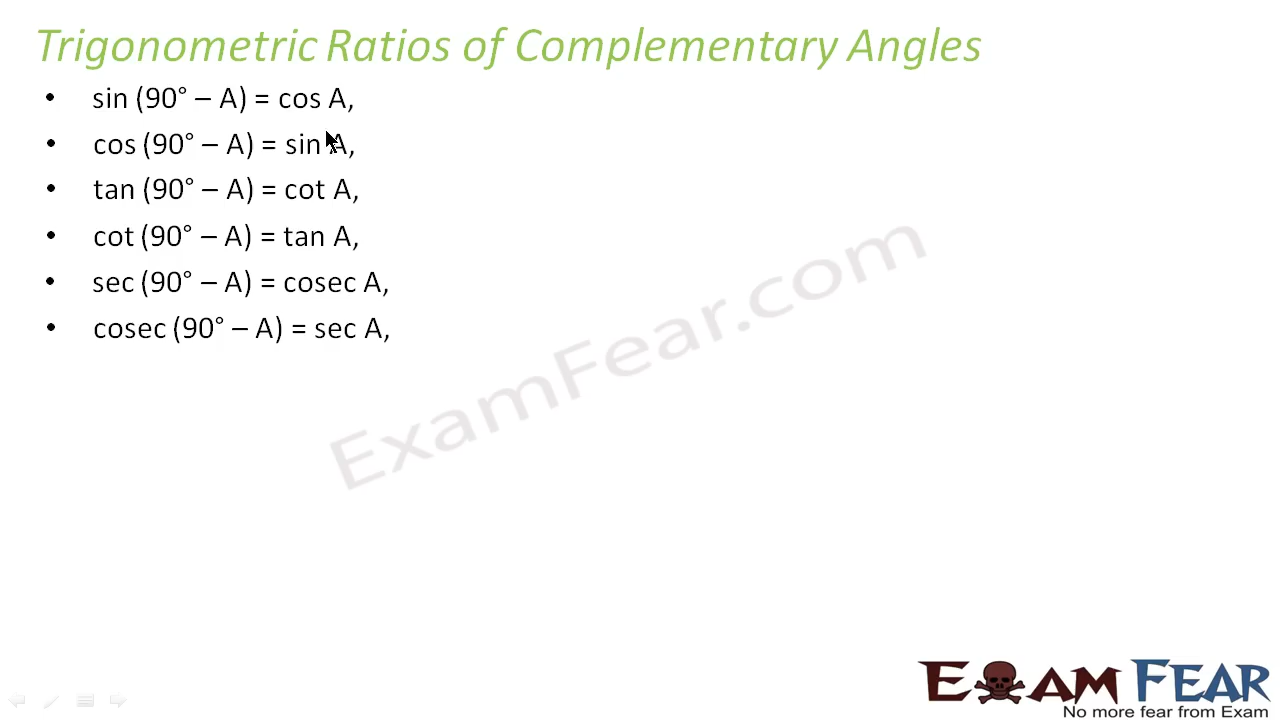 Trigonometric Ratios of Complementary Angles
• sin (90° – A) = cos A,
• cos (90° – A) = sin A,
• tan (90° – A) = cot A,
• cot (90° – A) = tan A,
• sec (90° – A) = cosec A,
• cosec (90° – A) = sec A,
ExamFear.com
EXAM FEAR
No more fear from Exam